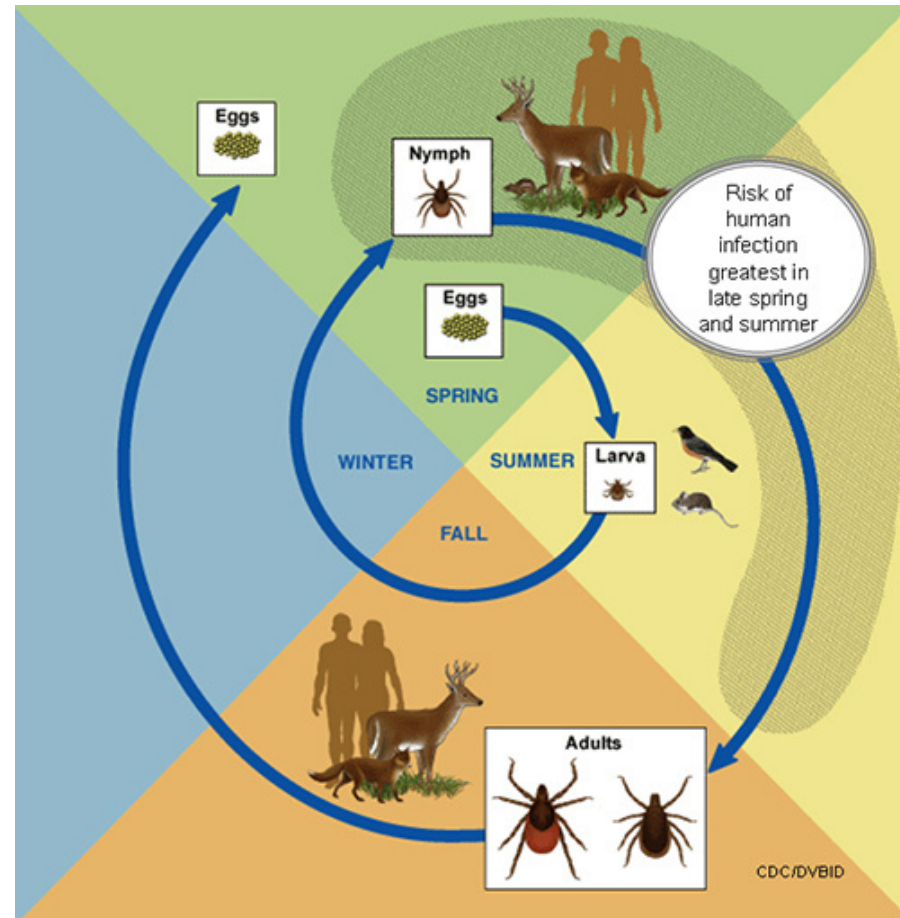 Eggs
Nymph
Risk of
human
infection
greatest in
late spring
and summer
Eggs
SPRING
WINTER
SUMMER
Larva
FALL
Adults
CDC/DVBID